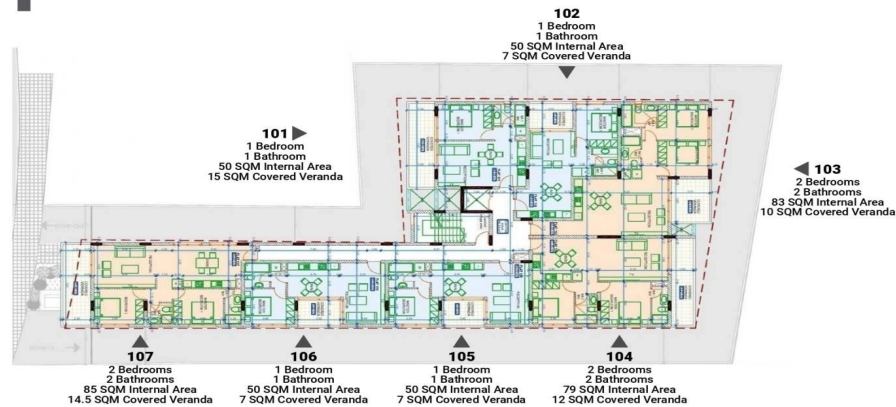 102
1 Bedroom
1 Bathroom
50 SQM Internal Area
7 SQM Covered Veranda
101
1 Bedroom
1 Bathroom
50 SQM Internal Area
15 SQM Covered Veranda
103
2 Bedrooms
2 Bathrooms
83 SQM Internal Area
10 SQM Covered Veranda
107
2 Bedrooms
2 Bathrooms
85 SQM Internal Area
14.5 SQM Covered Veranda
106
1 Bedroom
1 Bathroom
50 SQM Internal Area
7 SQM Covered Veranda
105
1 Bedroom
1 Bathroom
50 SQM Internal Area
7 SQM Covered Veranda
104
2 Bedrooms
2 Bathrooms
79 SQM Internal Area
12 SQM Covered Veranda